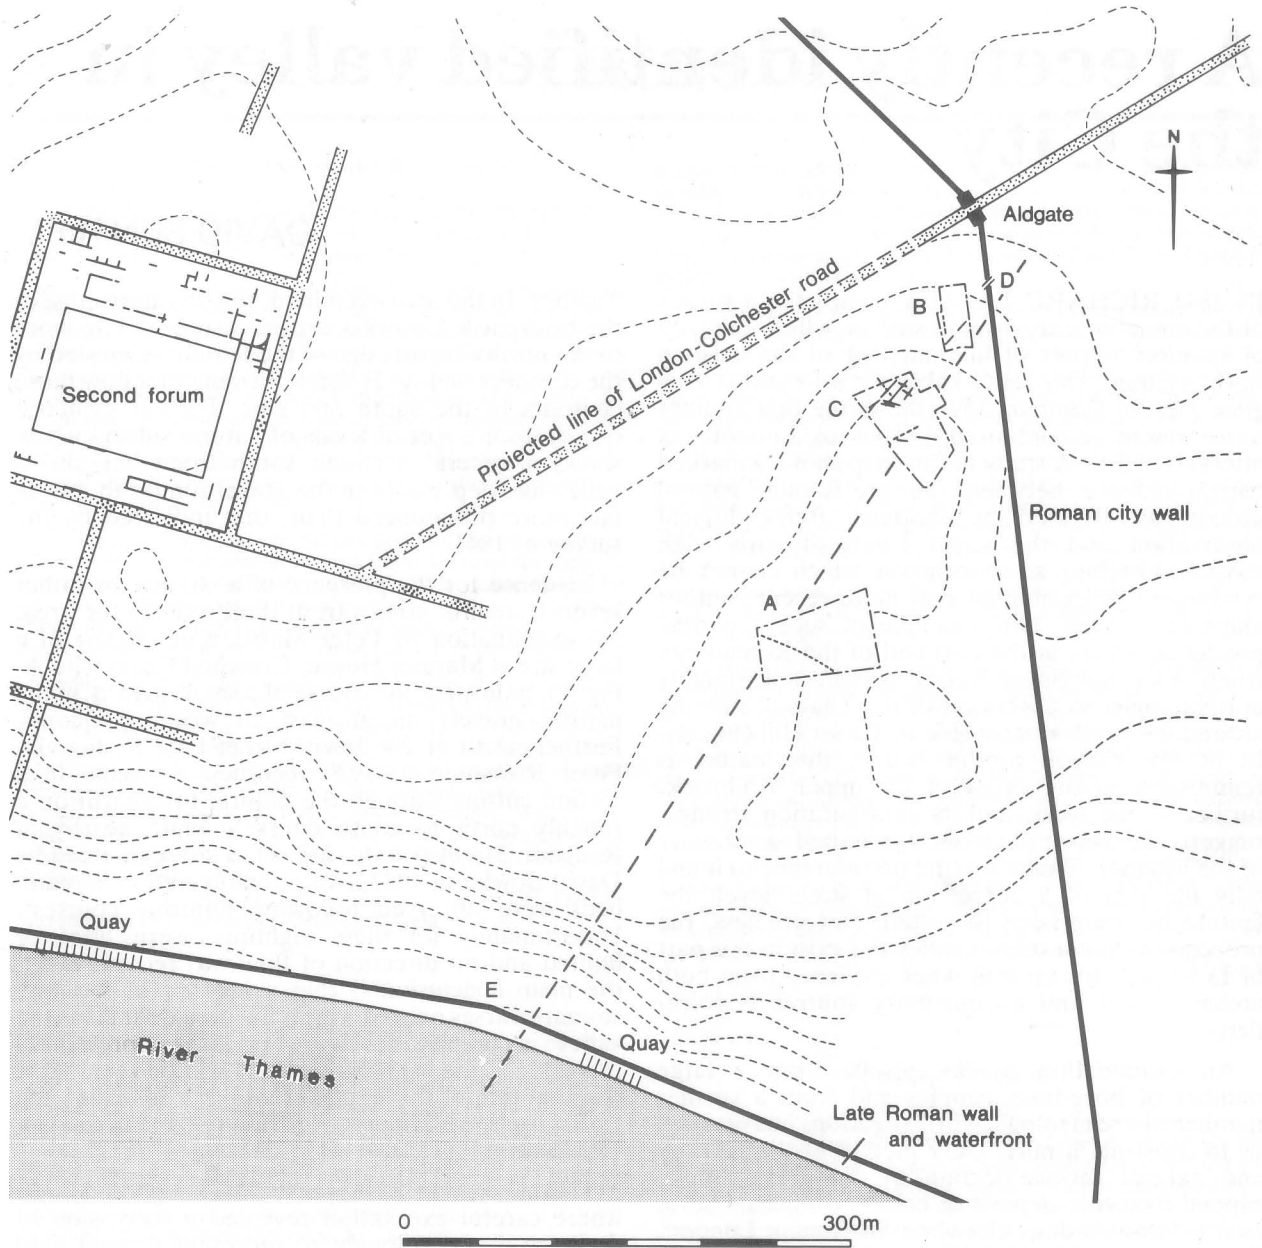 N
Aldgate
D
B
Projected line of London-Colchester road
C
Second forum
Roman city wall
A
Quay
E
Quay
River Thames
Late Roman wall
and waterfront
0
300m